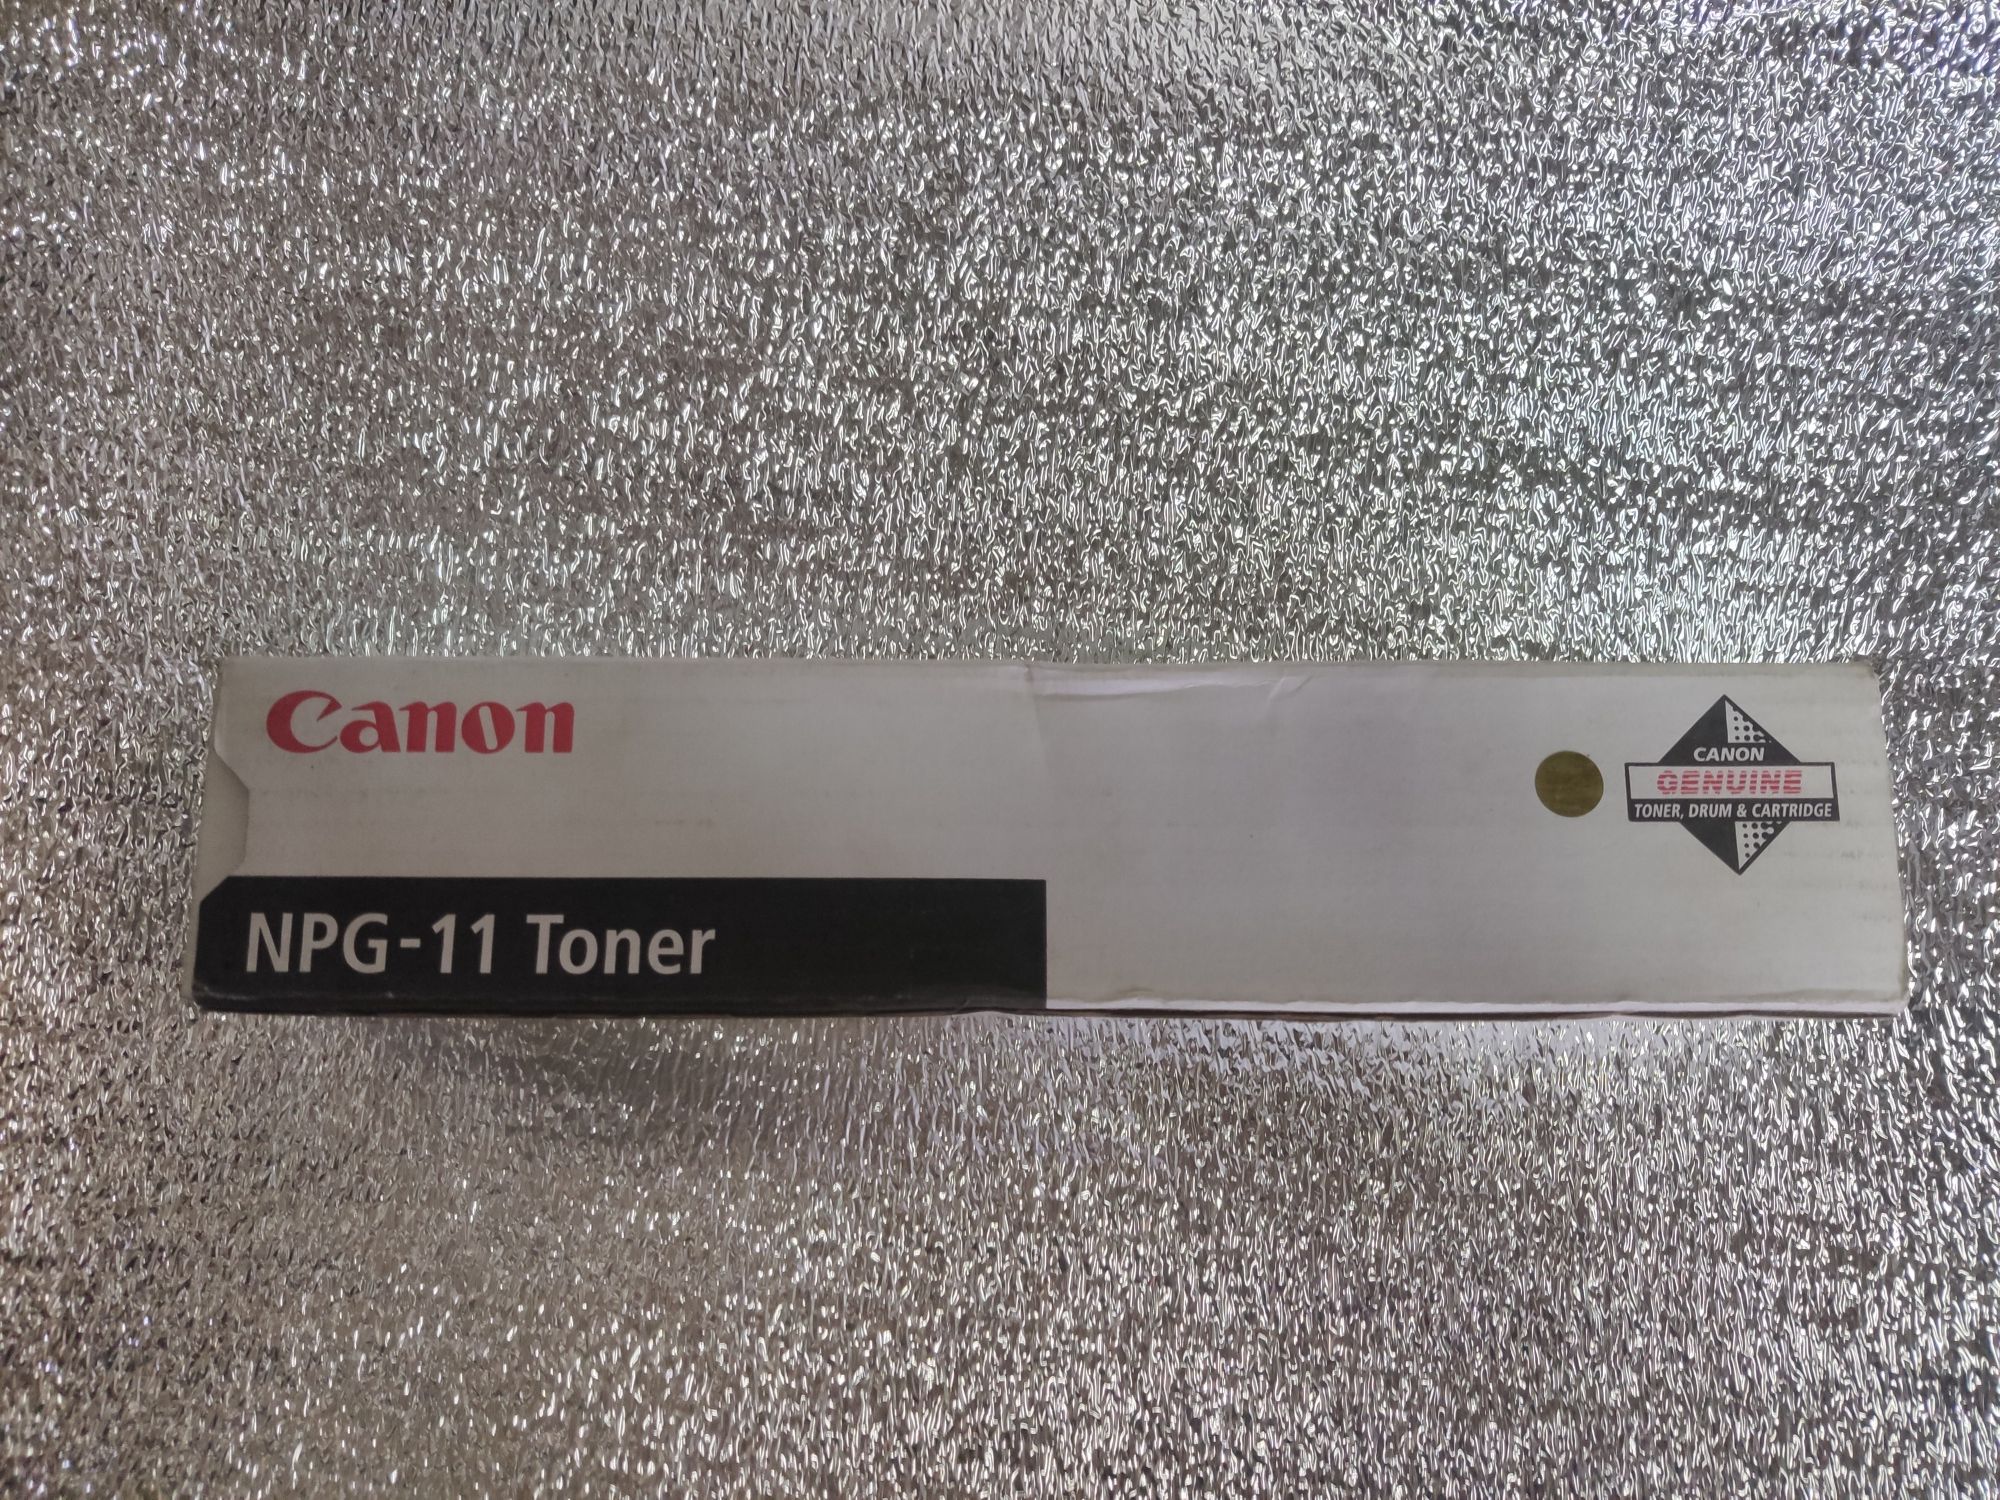 Canon
CANON
GENUINE
TONER, DRUM & CARTRIDGE
NPG-11 Toner